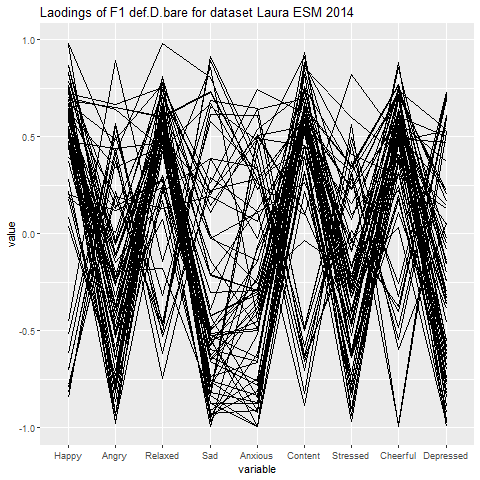 Laodings of F1 def.D.bare for dataset Laura ESM 2014
1.0
0.5
0.0
-0.5
-1.0
value
Happy Angry Relaxed Sad Anxious Content Stressed Cheerful Depressed
variable